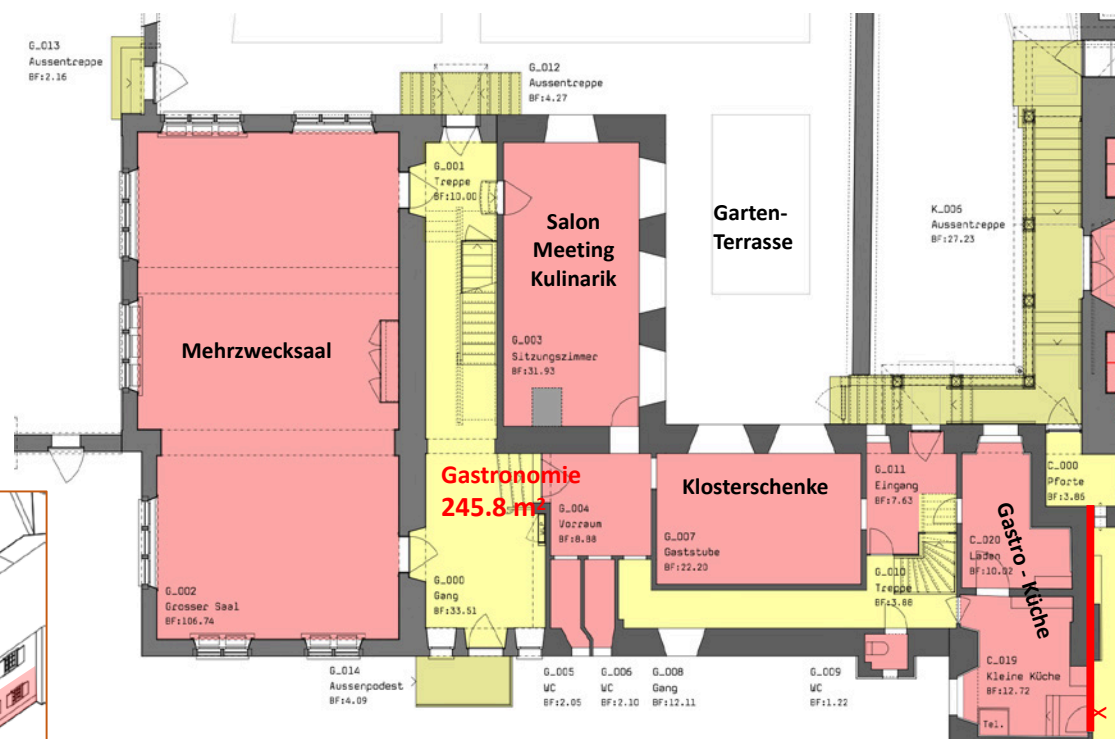 G_013
Aussentreppe
BF:2.16
G_012
Aussentreppe
BF:4.27
G_001
Treppe
BF:10.00
Salon
Meeting
Kulinarik
Garten-
Terrasse
K_005
Aussentreppe
BF:27.23
Mehrzwecksaal
G_003
Sitzungszimmer
BF:31.93
Gastronomie
245.8 m²
G_004
Vorraum
BF:8.88
Klosterschenke
G_007
Gaststube
BF:22.20
G_011
Eingang
BF:7.63
C_000
Pforte
BF:3.86
Gastro - Küche
C_020
Laden
BF:10.02
G_002
Grosser Saal
BF:106.74
G_000
Gang
BF:33.51
G_010
Treppe
BF:3.88
G_014
Aussenpodest
BF:4.09
G_005
WC
BF:2.05
G_006
WC
BF:2.10
G_008
Gang
BF:12.11
G_009
WC
BF:1.22
C_019
Kleine Küche
BF:12.72
Tel.
X